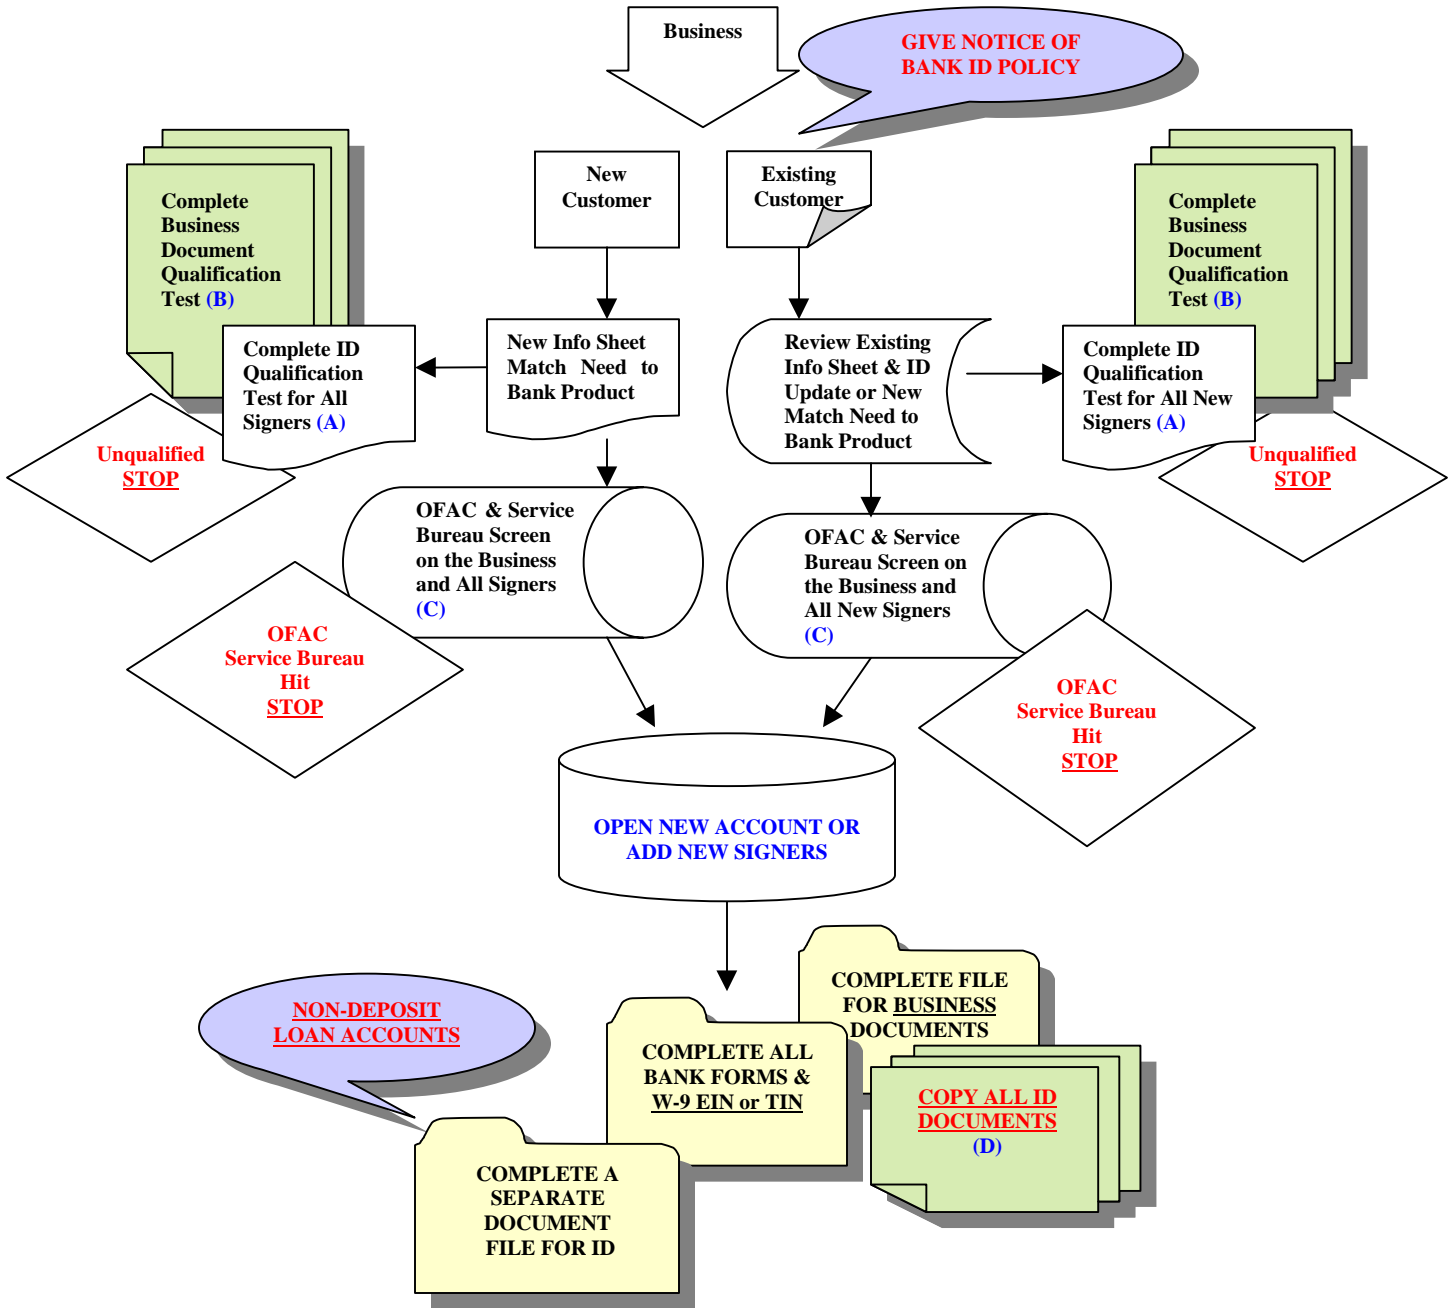 Business
GIVE NOTICE OF
BANK ID POLICY
New
Customer
Existing
Customer
Complete
Business
Document
Qualification
Test (B)
Complete
Business
Document
Qualification
Test (B)
Complete ID
Qualification
Test for All
Signers (A)
New Info Sheet
Match Need to
Bank Product
Review Existing
Info Sheet & ID
Update or New
Match Need to
Bank Product
Complete ID
Qualification
Test for All New
Signers (A)
Unqualified
STOP
Unqualified
STOP
OFAC & Service
Bureau Screen
on the Business
and All Signers
(C)
OFAC & Service
Bureau Screen on
the Business and
All New Signers
(C)
OFAC
Service Bureau
Hit
STOP
OFAC
Service Bureau
Hit
STOP
OPEN NEW ACCOUNT OR
ADD NEW SIGNERS
NON-DEPOSIT
LOAN ACCOUNTS
COMPLETE FILE
FOR BUSINESS
DOCUMENTS
COMPLETE ALL
BANK FORMS &
W-9 EIN or TIN
COPY ALL ID
DOCUMENTS
(D)
COMPLETE A
SEPARATE
DOCUMENT
FILE FOR ID